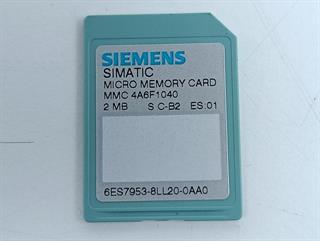 SIEMENS
SIMATIC
MICRO MEMORY CARD
MMC 4A6F1040
2 MB S C-B2 ES:01
6ES7953-8LL20-0AA0